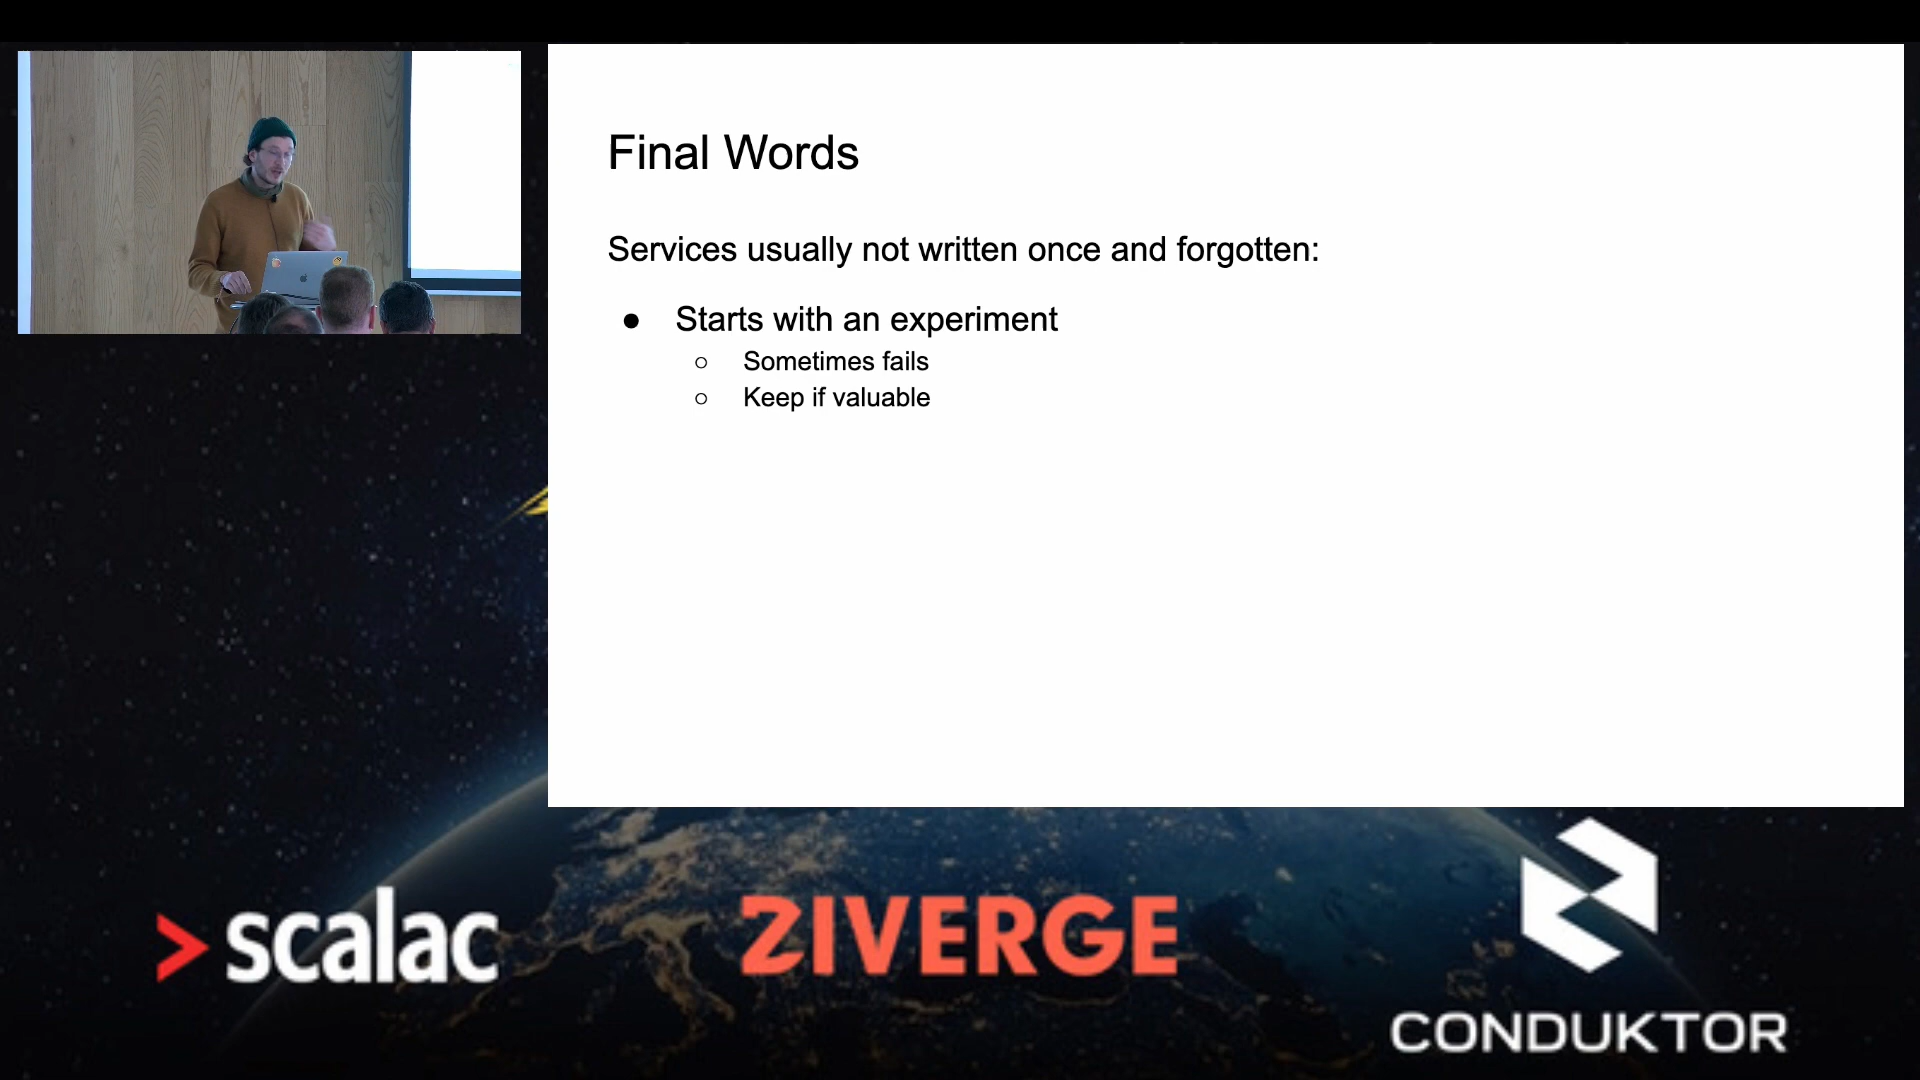 Final Words
Services usually not written once and forgotten:
● Starts with an experiment
○ Sometimes fails
○ Keep if valuable
scalac
ZIVERGE
CONDUKTOR